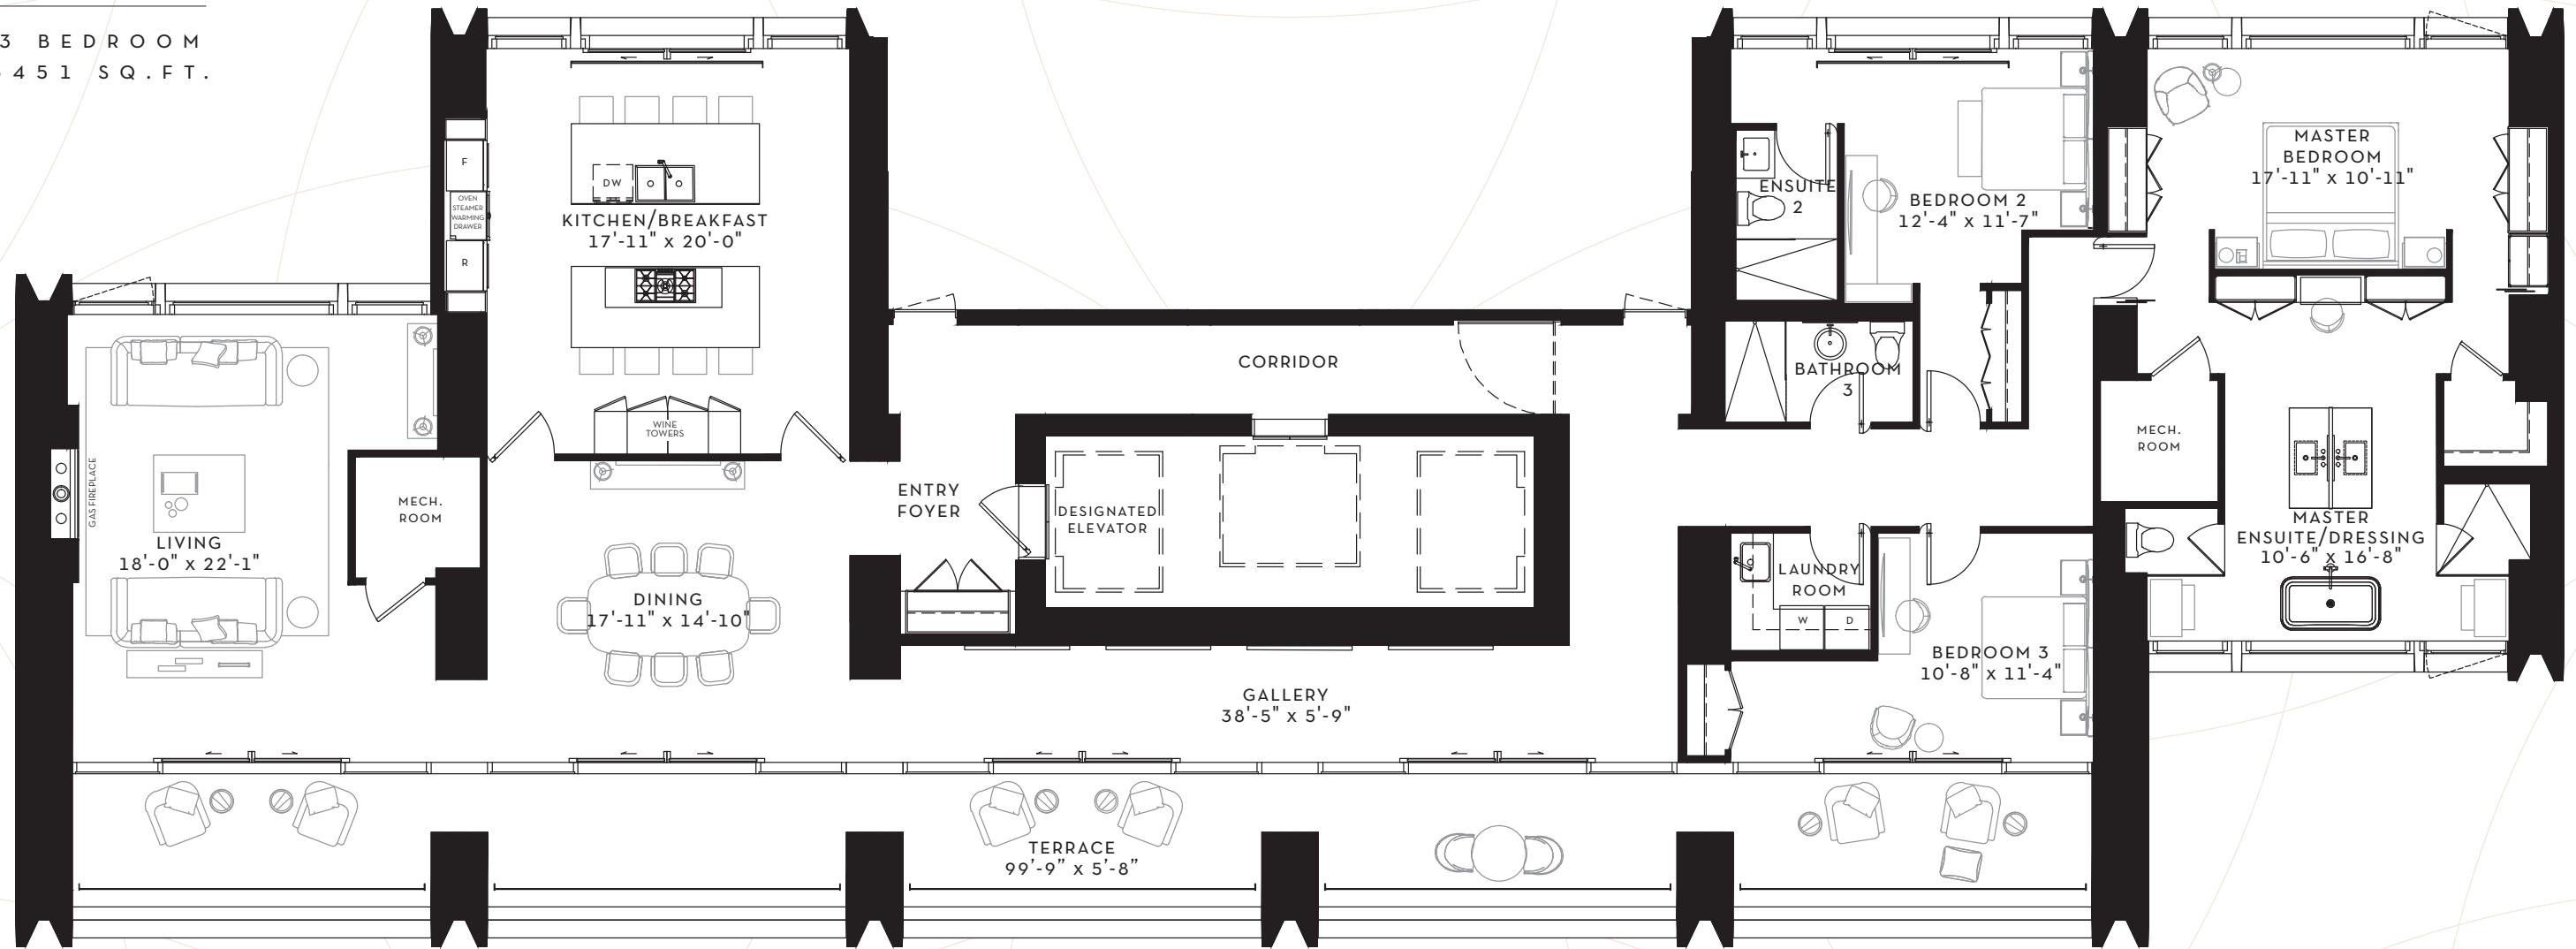 3 BEDROOM
451 SQ.FT.
F
OVEN
STEAMER
WARMING
DRAWER
R
DW
KITCHEN/BREAKFAST
17'-11" x 20'-0"
WINE
TOWERS
GAS FIREPLACE
LIVING
18'-0" x 22'-1"
MECH.
ROOM
DINING
17'-11" x 14'-10"
ENTRY
FOYER
CORRIDOR
DESIGNATED
ELEVATOR
GALLERY
38'-5" x 5'-9"
TERRACE
99'-9” x 5'-8”
ENSUITE
2
BEDROOM 2
12'-4" x 11'-7"
BATHROOM
3
LAUNDRY
ROOM
W
D
BEDROOM 3
10'-8" x 11'-4"
MASTER
BEDROOM
17'-11" x 10'-11"
MECH.
ROOM
MASTER
ENSUITE/DRESSING
10'-6" x 16'-8"